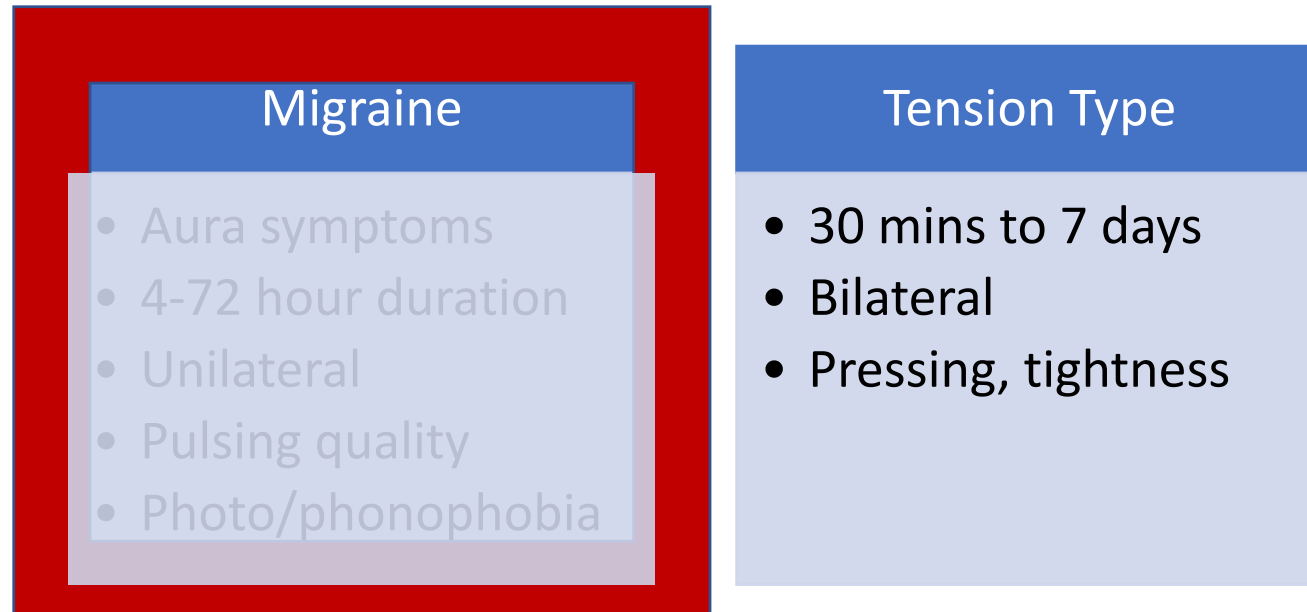 Migraine
• Aura symptoms
• 4-72 hour duration
• Unilateral
• Pulsing quality
• Photo/phonophobia
Tension Type
• 30 mins to 7 days
• Bilateral
• Pressing, tightness